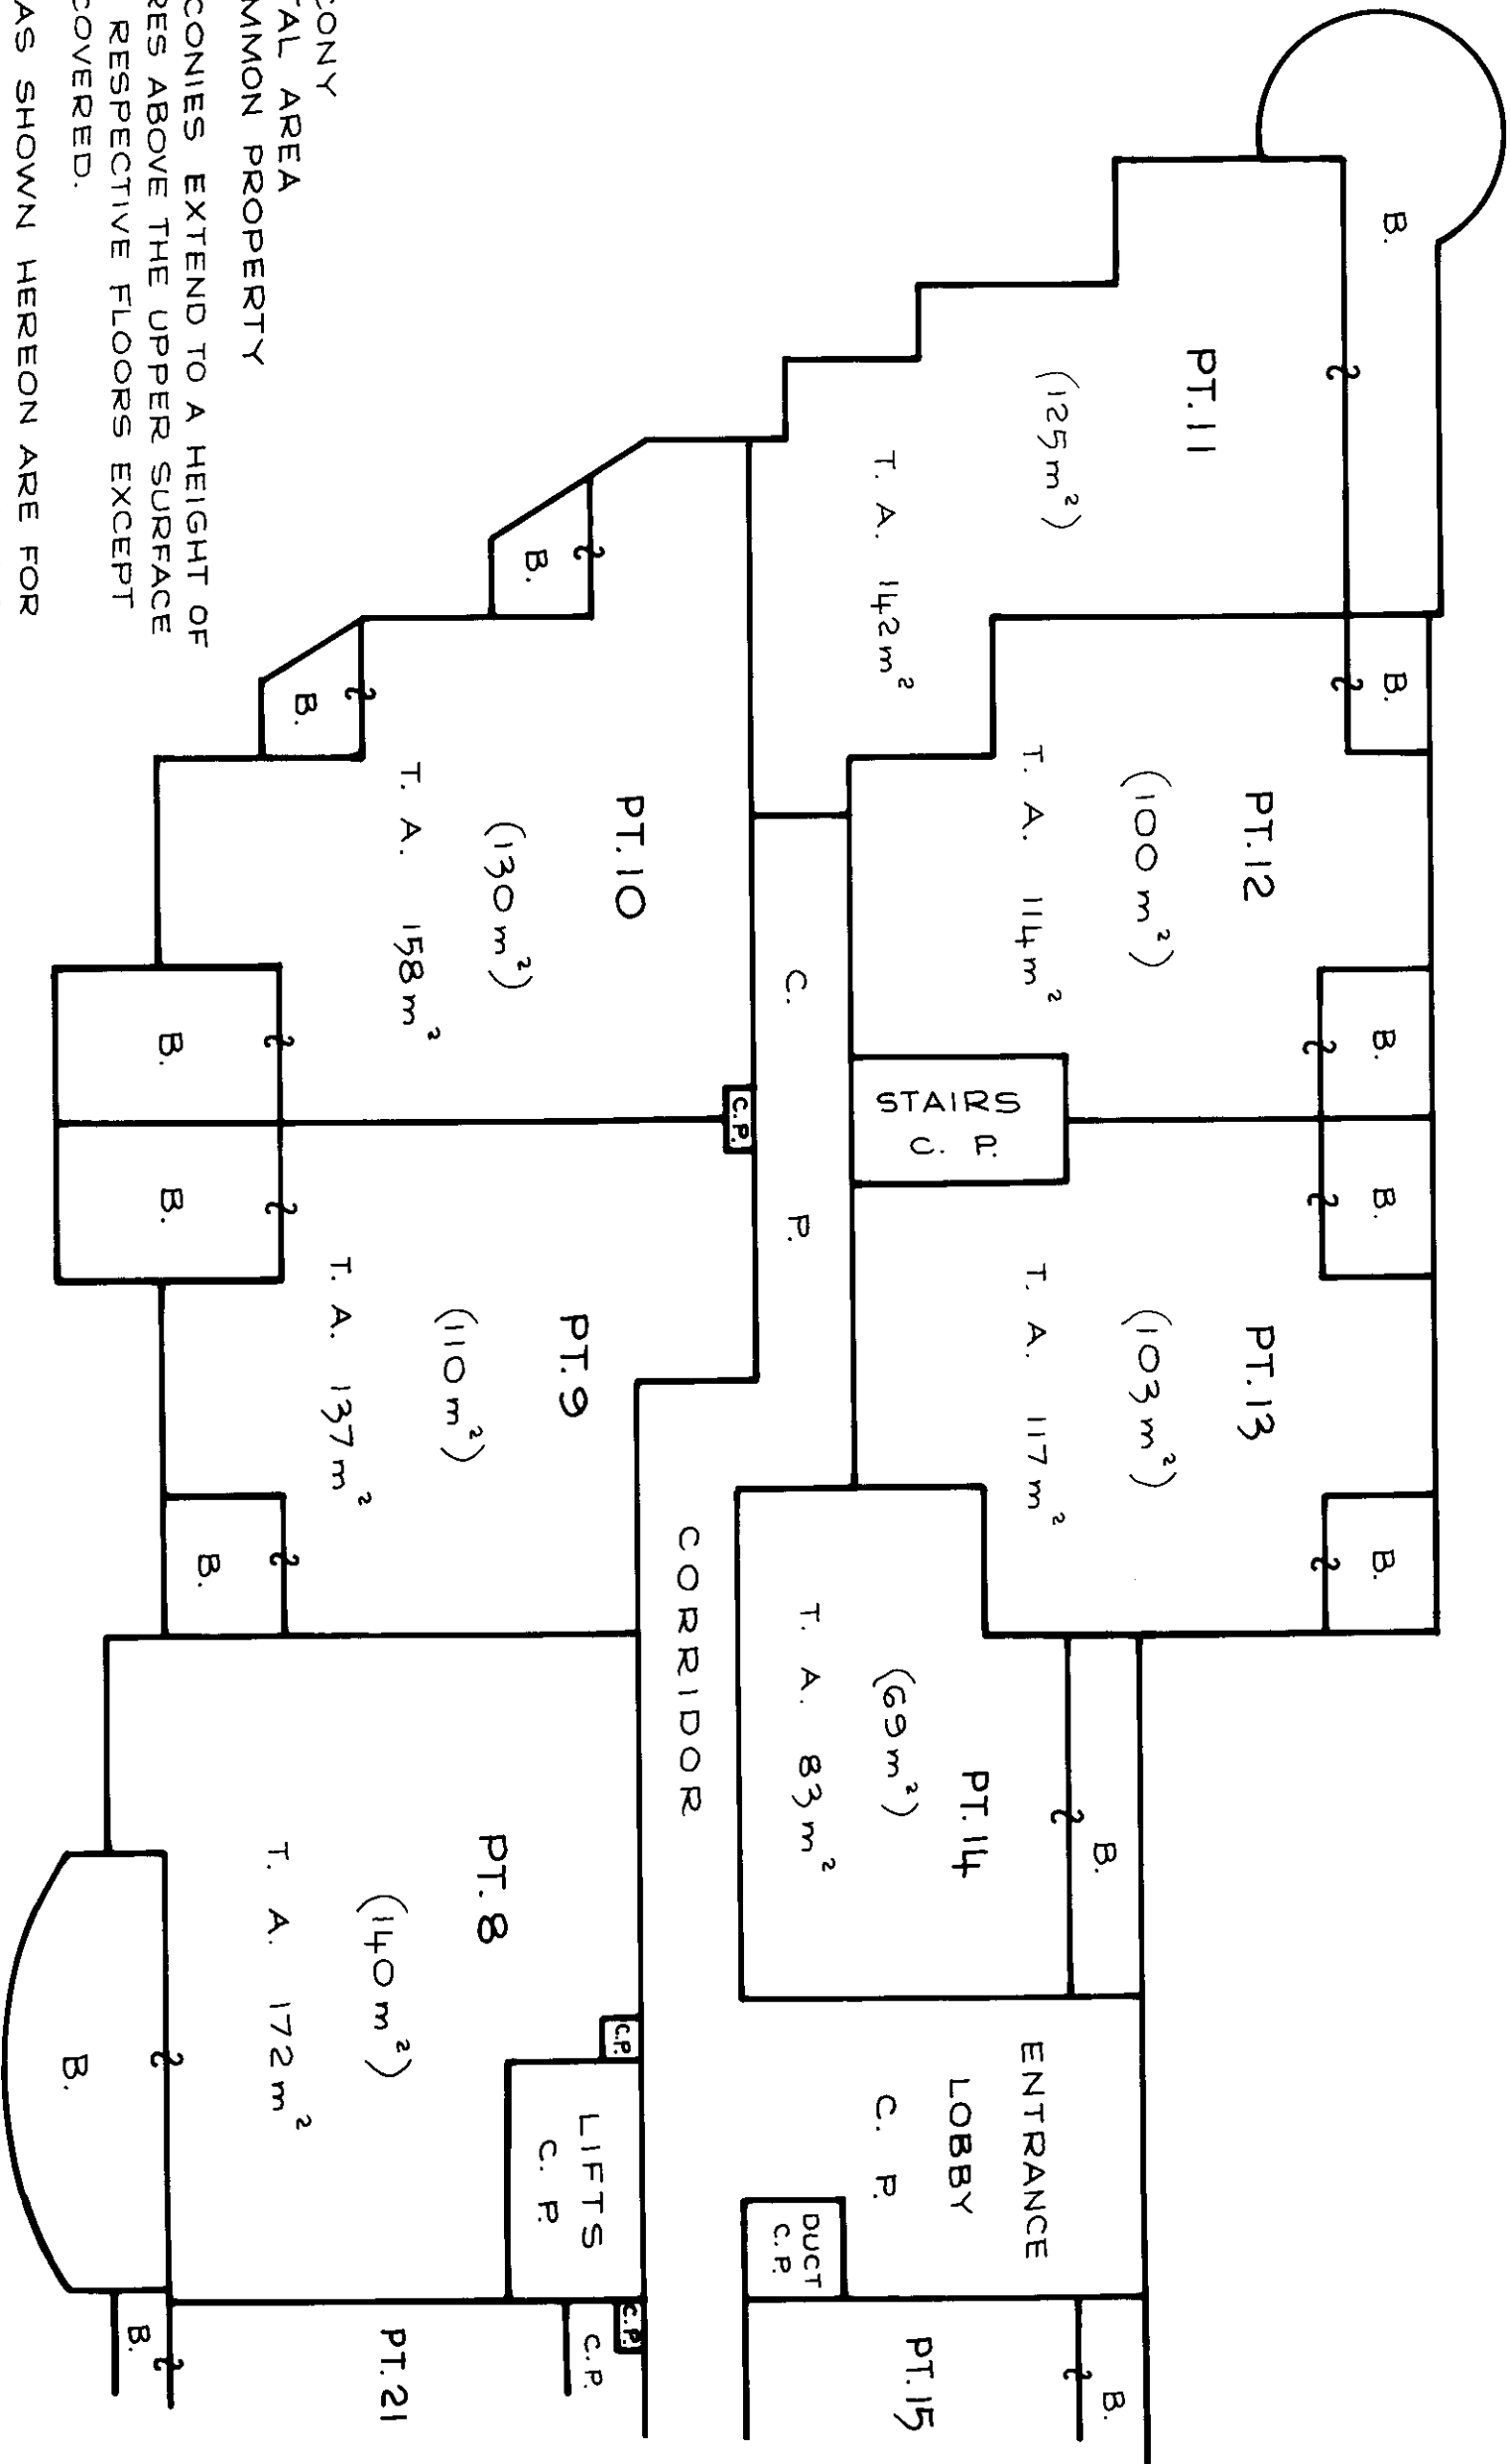 CONY
TAL AREA
MMON PROPERTY
CONIES EXTEND TO A HEIGHT OF
RES ABOVE THE UPPER SURFACE
RESPECTIVE FLOORS EXCEPT
COVERED.
AS SHOWN HEREON ARE FOR
B.
PT.11
(125m²)
T. A. 142m²
B.
PT.12
(100m²)
T. A. 114m²
B.
STAIRS
C. P.
B.
PT.13
(103m²)
T. A. 117m²
B.
B.
PT.14
(69m²)
T. A. 83m²
ENTRANCE
LOBBY
C. P.
DUCT
C.P.
B.
PT.15
C. P.
C.P.
CORRIDOR
B.
B.
PT.10
(130m²)
T. A. 158m²
B.
B.
PT.9
(110m²)
T. A. 137m²
B.
PT.8
(140m²)
T. A. 172m²
B.
C.P.
LIFTS
C. P.
C.P.
C.P.
PT.21
B.